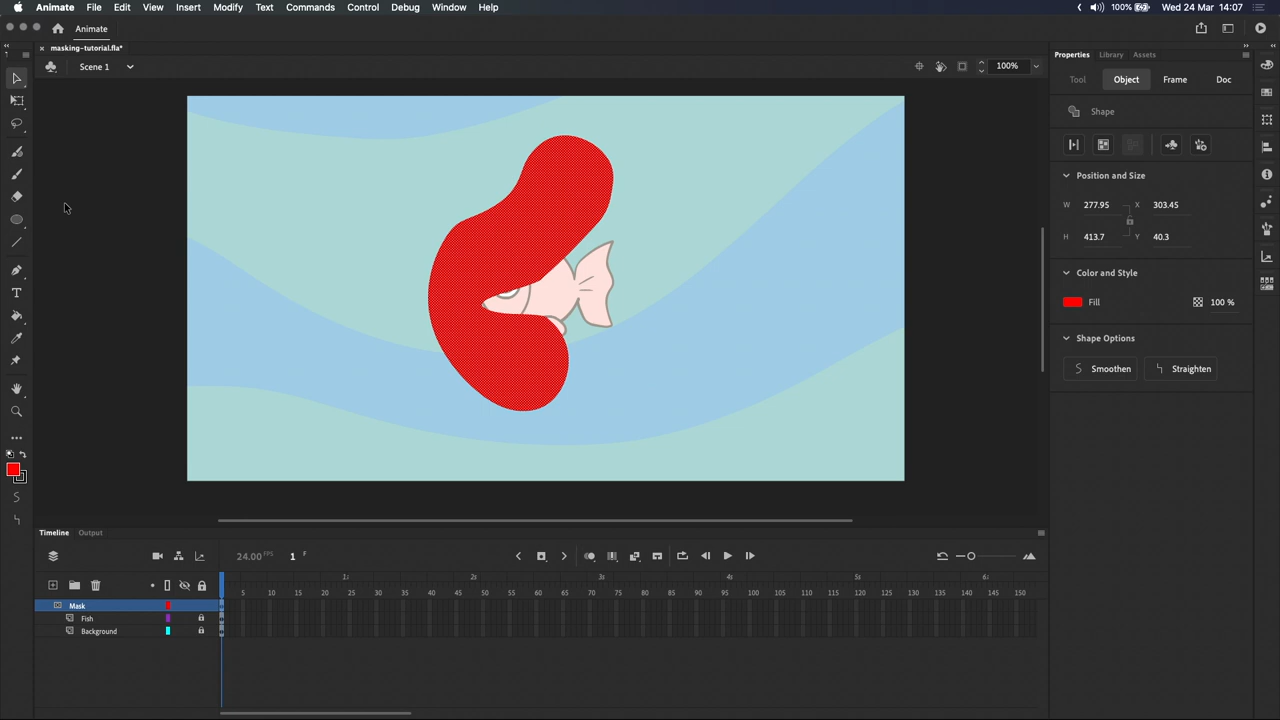 Animate File Edit View Insert Modify Text Commands Control Debug Window Help 100% Wed 24 Mar 14:07
Animate
masking-tutorial.fla*
Scene 1 100%
Properties Library Assets
Tool Object Frame Doc
Shape
Position and Size
W 277.95 X 303.45
H 413.7 Y 40.3
Color and Style
Fill 100 %
Shape Options
Smoothen Straighten
Timeline Output
24.00 FPS 1 F
1s 2s 3s 4s 5s 6s
5 10 15 20 25 30 35 40 45 50 55 60 65 70 75 80 85 90 95 100 105 110 115 120 125 130 135 140 145 150
Mask
Fish
Background